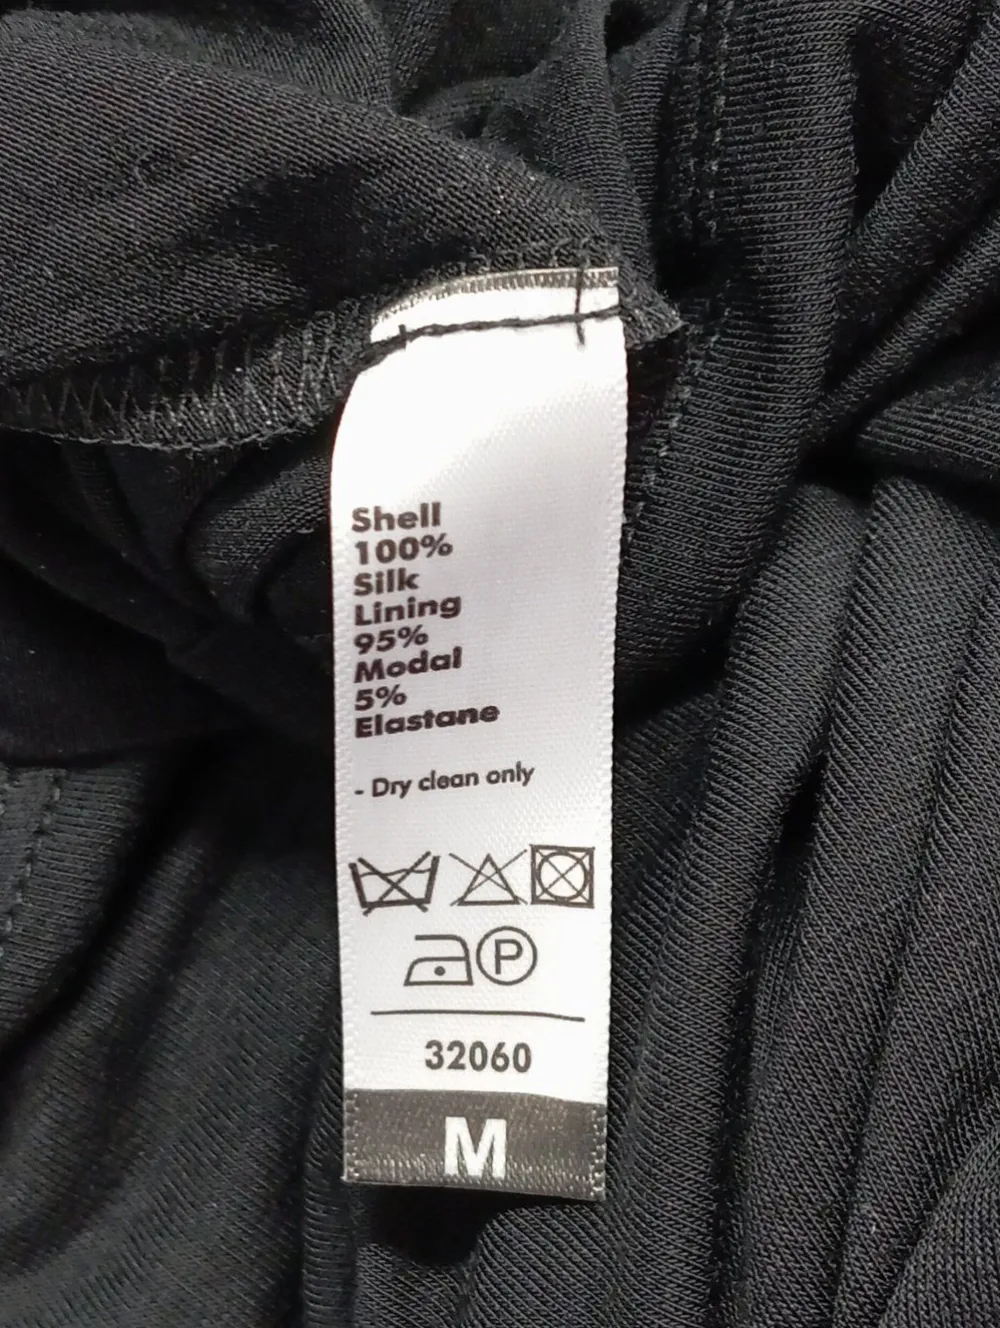 Shell
100%
Silk
Lining
95%
Modal
5%
Elastane
- Dry clean only
P
32060
M